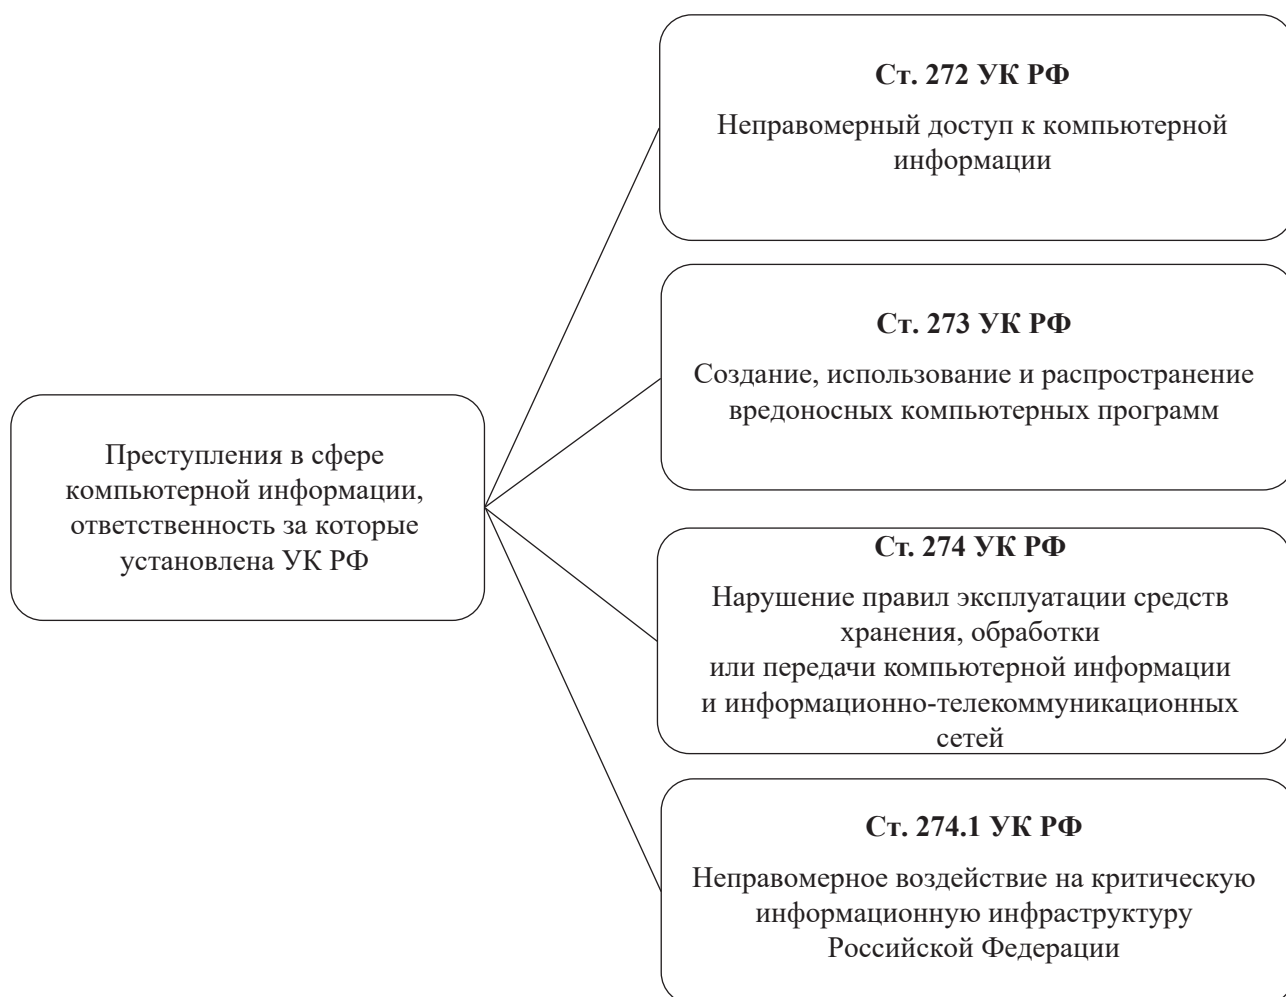 Ст. 272 УК РФ
Неправомерный доступ к компьютерной
информации
Ст. 273 УК РФ
Создание, использование и распространение
вредоносных компьютерных программ
Преступления в сфере
компьютерной информации,
ответственность за которые
установлена УК РФ
Ст. 274 УК РФ
Нарушение правил эксплуатации средств
хранения, обработки
или передачи компьютерной информации
и информационно-телекоммуникационных
сетей
Ст. 274.1 УК РФ
Неправомерное воздействие на критическую
информационную инфраструктуру
Российской Федерации